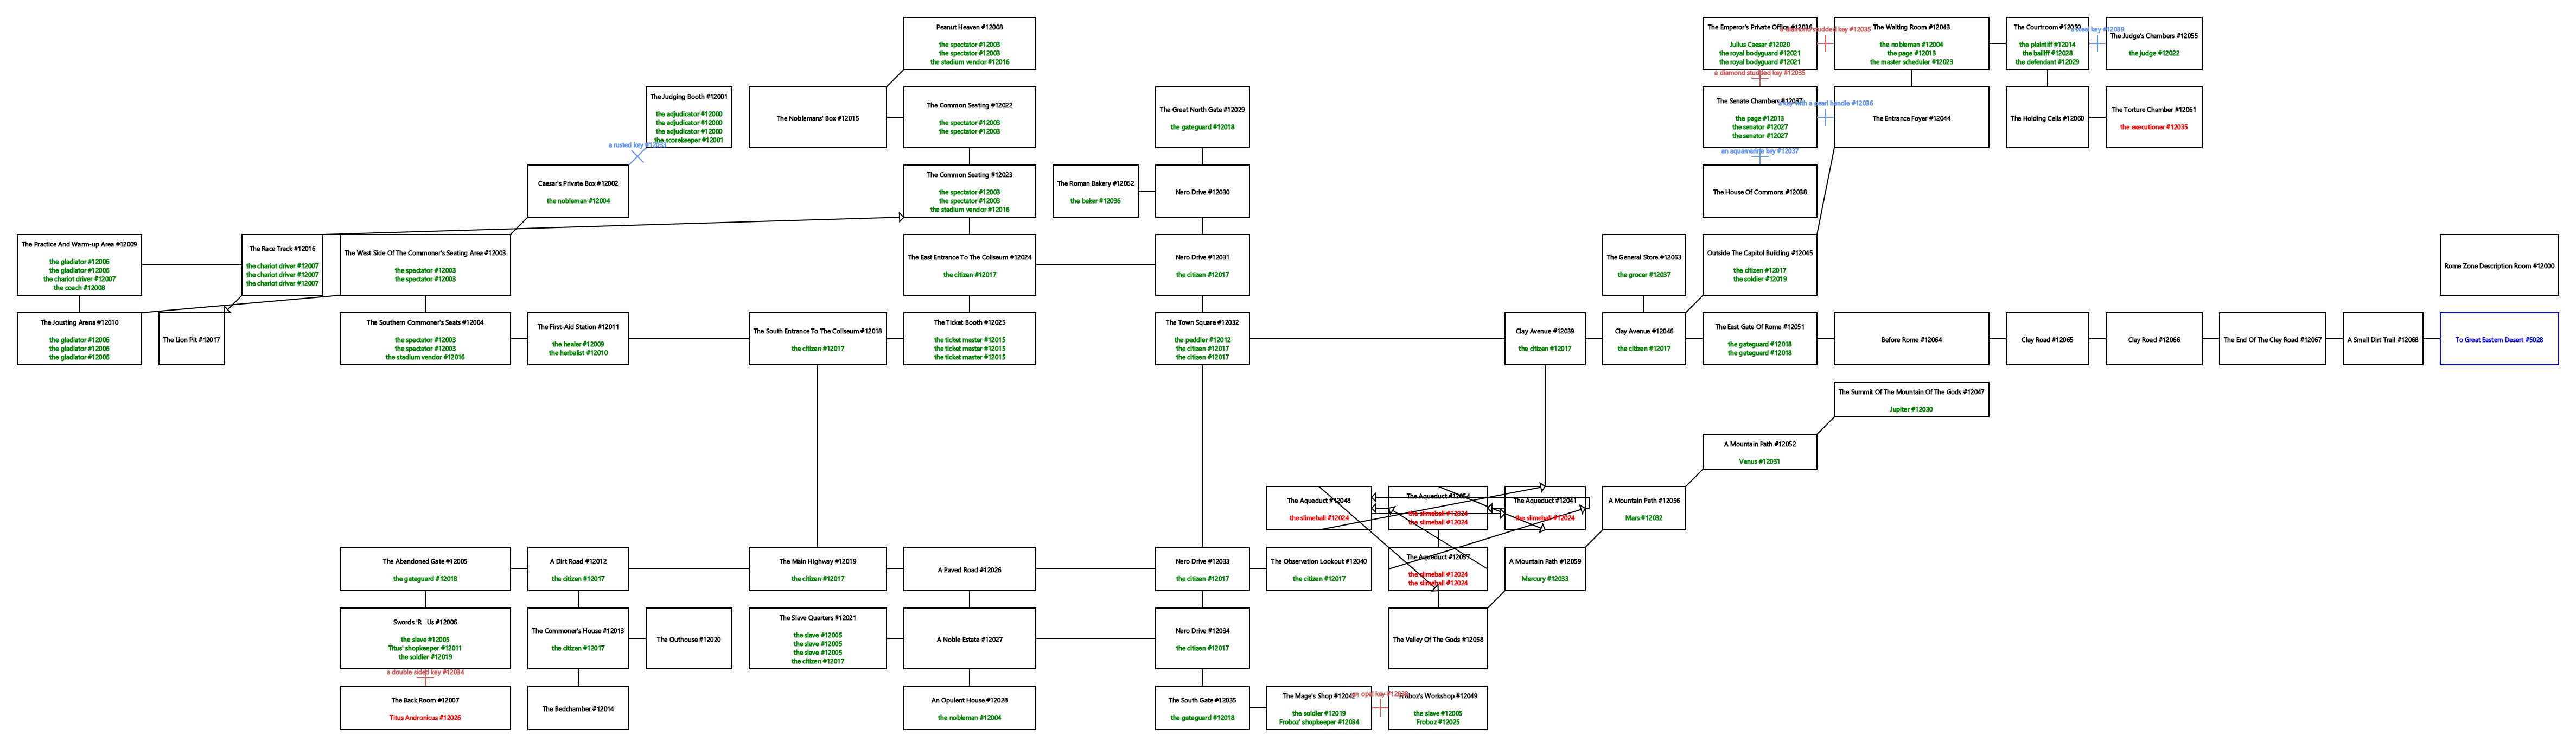 Peanut Heaven #12008
the spectator #12003
the spectator #12003
the stadium vendor #12016
The Emperor's Private Office #12036
Julius Caesar #12020
the royal bodyguard #12021
the royal bodyguard #12021
a diamond studded key #12035
The Waiting Room #12043
the nobleman #12004
the page #12013
the master scheduler #12023
The Courtroom #12050
the plaintiff #12014
the bailiff #12028
the defendant #12029
The Judge's Chambers #12055
the judge #12022
a diamond studded key #12035
The Judging Booth #12001
the adjudicator #12000
the adjudicator #12000
the adjudicator #12000
the scorekeeper #12001
a rusted key
The Noblemans' Box #12015
The Common Seating #12022
the spectator #12003
the spectator #12003
The Great North Gate #12029
the gateguard #12018
The Senate Chambers #12037
the page #12013
the senator #12027
the senator #12027
a key with a pearl handle #12036
The Entrance Foyer #12044
The Holding Cells #12060
The Torture Chamber #12061
the executioner #12035
an aquamarine key #12037
Caesar's Private Box #12002
the nobleman #12004
The Common Seating #12023
the spectator #12003
the spectator #12003
the stadium vendor #12016
The Roman Bakery #12062
the baker #12036
Nero Drive #12030
The House Of Commons #12038
The Practice And Warm-up Area #12009
the gladiator #12006
the gladiator #12006
the chariot driver #12007
the coach #12008
The Race Track #12016
the chariot driver #12007
the chariot driver #12007
the chariot driver #12007
The West Side Of The Commoner's Seating Area #12003
the spectator #12003
the spectator #12003
The East Entrance To The Coliseum #12024
the citizen #12017
Nero Drive #12031
the citizen #12017
The General Store #12063
the grocer #12037
Outside The Capitol Building #12045
the citizen #12017
the soldier #12019
Rome Zone Description Room #12000
The Jousting Arena #12010
the gladiator #12006
the gladiator #12006
the gladiator #12006
The Lion Pit #12017
The Southern Commoner's Seats #12004
the spectator #12003
the spectator #12003
the stadium vendor #12016
The First-Aid Station #12011
the healer #12009
the herbalist #12010
The South Entrance To The Coliseum #12018
the citizen #12017
The Ticket Booth #12025
the ticket master #12015
the ticket master #12015
the ticket master #12015
The Town Square #12032
the peddler #12012
the citizen #12017
the citizen #12017
Clay Avenue #12039
the citizen #12017
Clay Avenue #12046
the citizen #12017
The East Gate Of Rome #12051
the gateguard #12018
the gateguard #12018
Before Rome #12064
Clay Road #12065
Clay Road #12066
The End Of The Clay Road #12067
A Small Dirt Trail #12068
To Great Eastern Desert #5028
The Summit Of The Mountain Of The Gods #12047
Jupiter #12030
A Mountain Path #12052
Venus #12031
The Aqueduct #12048
the slimeball #12024
The Aqueduct #12054
the slimeball #12024
the slimeball #12024
The Aqueduct #12041
the slimeball #12024
A Mountain Path #12056
Mars #12032
The Abandoned Gate #12005
the gateguard #12018
A Dirt Road #12012
the citizen #12017
The Main Highway #12019
the citizen #12017
A Paved Road #12026
Nero Drive #12033
the citizen #12017
The Observation Lookout #12040
the citizen #12017
The Aqueduct #12057
the slimeball #12024
the slimeball #12024
A Mountain Path #12059
Mercury #12033
Swords 'R Us #12006
the slave #12005
Titus' shopkeeper #12011
the soldier #12019
a double sided key #12034
The Commoner's House #12013
the citizen #12017
The Outhouse #12020
The Slave Quarters #12021
the slave #12005
the slave #12005
the slave #12005
the citizen #12017
A Noble Estate #12027
Nero Drive #12034
the citizen #12017
The Valley Of The Gods #12058
The Back Room #12007
Titus Andronicus #12026
The Bedchamber #12014
An Opulent House #12028
the nobleman #12004
The South Gate #12035
the gateguard #12018
The Mage's Shop #12042
the soldier #12019
Froboz' shopkeeper #12034
an opal key
Froboz's Workshop #12049
the slave #12005
Froboz #12025